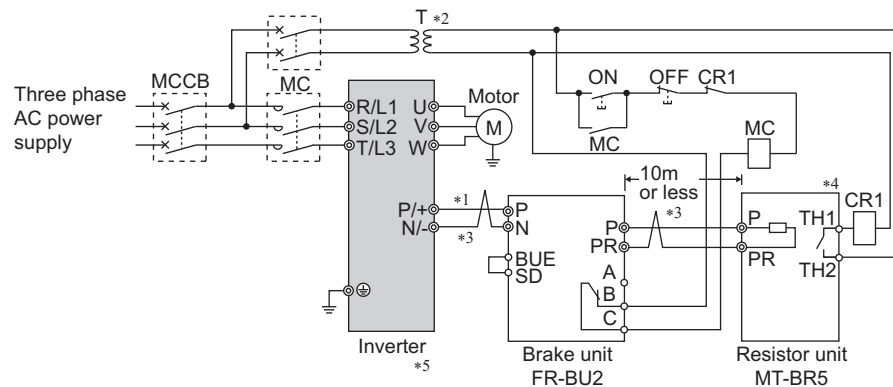 T *2
ON OFF CR1
MCCB MC
Three phase
AC power
supply
R/L1 U Motor
S/L2 V M
T/L3 W
MC
MC
10m
or less
*4
P/+ *1 P
N/- *3 N
P *3 P TH1 CR1
PR PR TH2
BUE
SD
A
B
C
Inverter
*5
Brake unit
FR-BU2
Resistor unit
MT-BR5